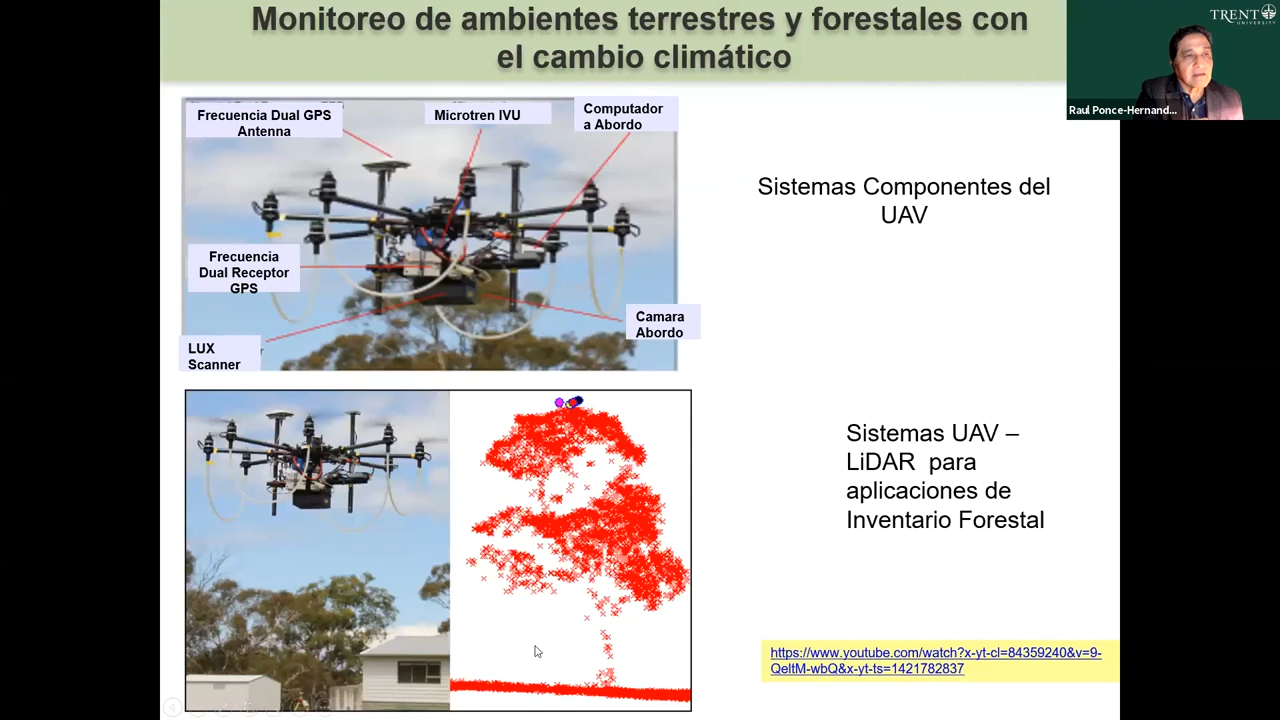 Monitoreo de ambientes terrestres y forestales con
el cambio climático
TRENT
UNIVERSITY
Raul Ponce-Hernand...
Frecuencia Dual GPS
Antenna
Microtren IVU
Computador
a Abordo
Frecuencia
Dual Receptor
GPS
Camara
Abordo
LUX
Scanner
Sistemas Componentes del
UAV
Sistemas UAV –
LiDAR para
aplicaciones de
Inventario Forestal
https://www.youtube.com/watch?x-yt-cl=84359240&v=9-
QeltM-wbQ&x-yt-ts=1421782837